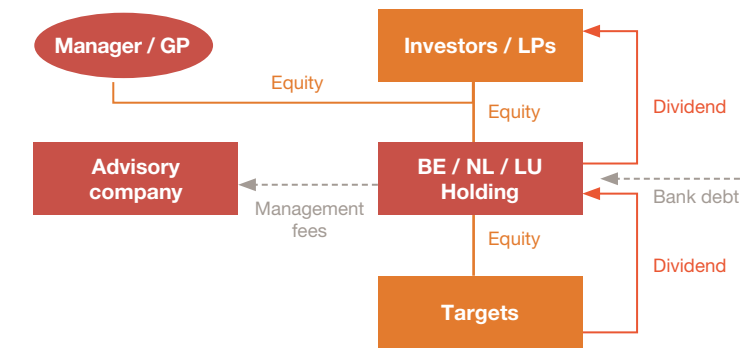 Manager / GP
Investors / LPs
Equity
Equity
Dividend
Advisory
company
BE / NL / LU
Holding
Management
fees
Bank debt
Equity
Dividend
Targets